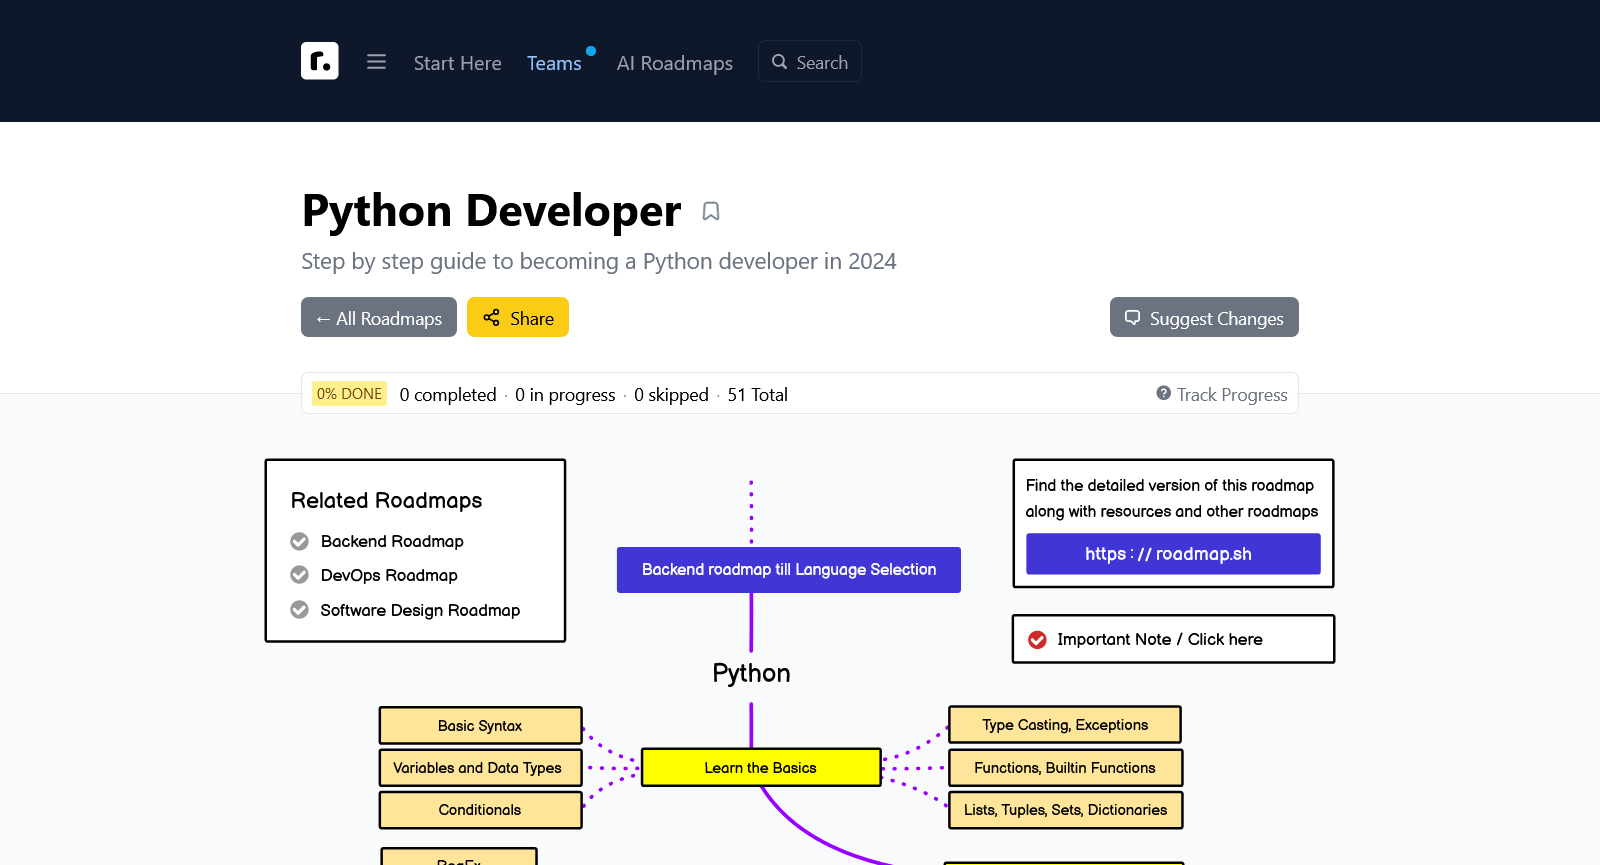 r.
Start Here
Teams
AI Roadmaps
Search
Python Developer
Step by step guide to becoming a Python developer in 2024
← All Roadmaps
Share
Suggest Changes
0% DONE
0 completed · 0 in progress · 0 skipped · 51 Total
Track Progress
Related Roadmaps
Backend Roadmap
DevOps Roadmap
Software Design Roadmap
Backend roadmap till Language Selection
Find the detailed version of this roadmap
along with resources and other roadmaps
https : // roadmap.sh
Important Note / Click here
Python
Basic Syntax
Variables and Data Types
Conditionals
Learn the Basics
Type Casting, Exceptions
Functions, Builtin Functions
Lists, Tuples, Sets, Dictionaries
RegEx